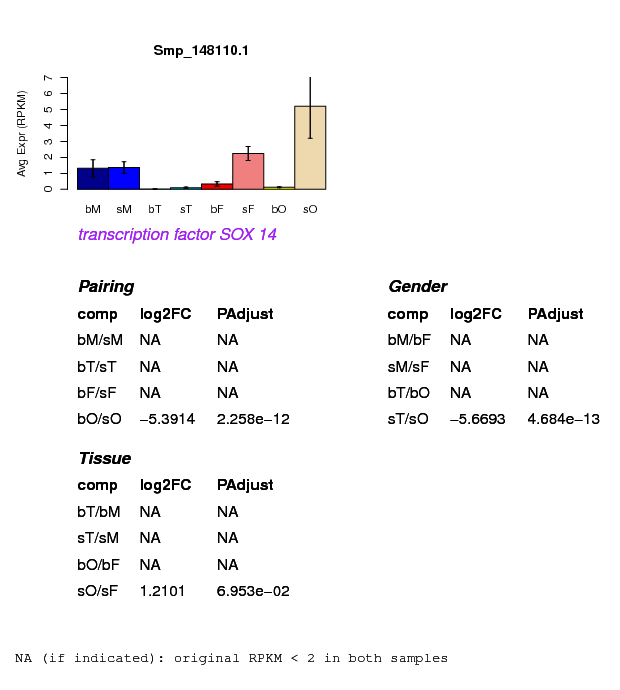 Smp_148110.1
Avg Expr (RPKM)
0 1 2 3 4 5 6 7
bM sM bT sT bF sF bO sO
transcription factor SOX 14
Pairing
comp log2FC PAdjust
bM/sM NA NA
bT/sT NA NA
bF/sF NA NA
bO/sO −5.3914 2.258e−12
Gender
comp log2FC PAdjust
bM/bF NA NA
sM/sF NA NA
bT/bO NA NA
sT/sO −5.6693 4.684e−13
Tissue
comp log2FC PAdjust
bT/bM NA NA
sT/sM NA NA
bO/bF NA NA
sO/sF 1.2101 6.953e−02
NA (if indicated): original RPKM < 2 in both samples